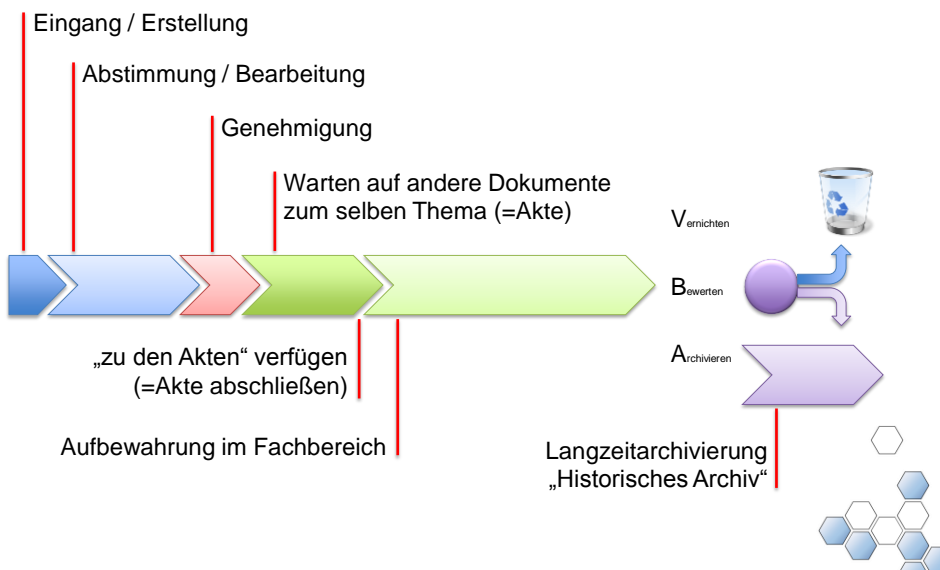 Eingang / Erstellung
Abstimmung / Bearbeitung
Genehmigung
Warten auf andere Dokumente
zum selben Thema (=Akte)
Vernichten
Bewerten
Archivieren
„zu den Akten“ verfügen
(=Akte abschließen)
Aufbewahrung im Fachbereich
Langzeitarchivierung
„Historisches Archiv“